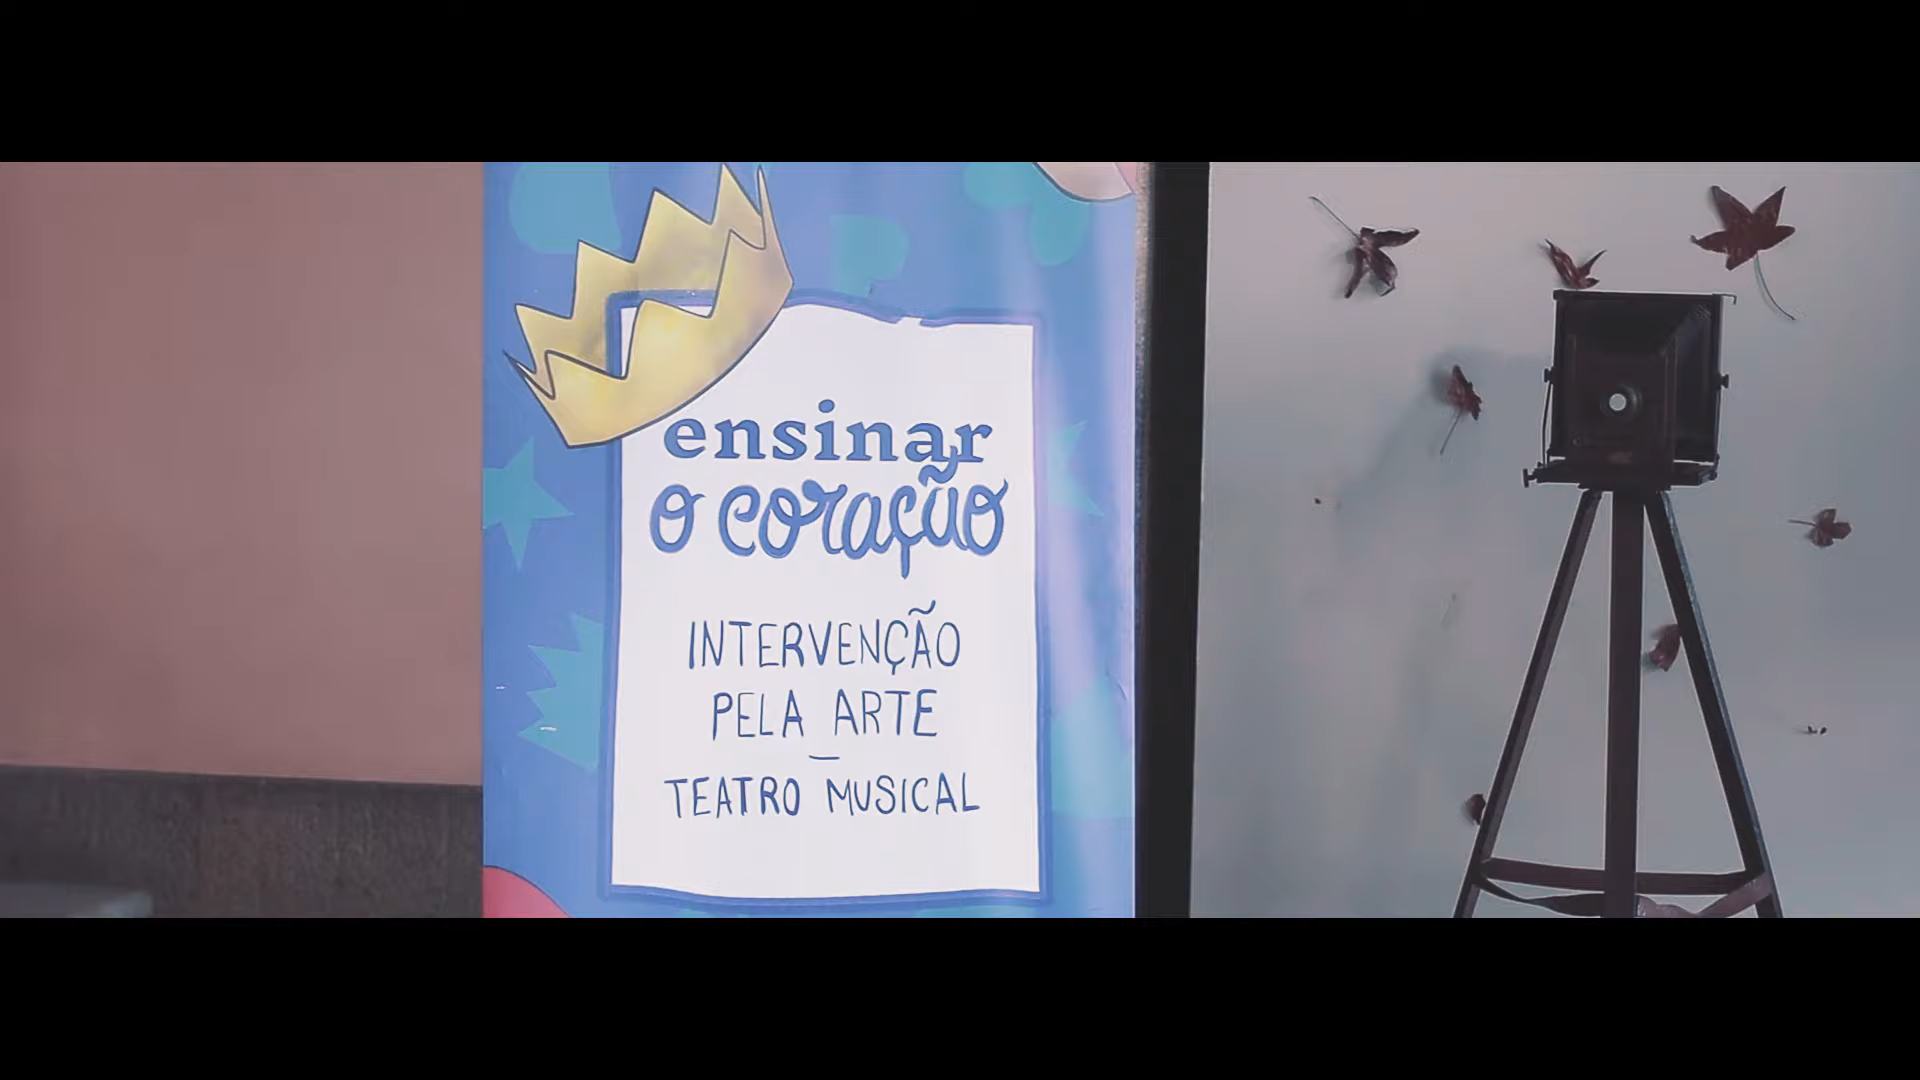 ensinar
o coração
INTERVENÇÃO
PELA ARTE
–
TEATRO MUSICAL